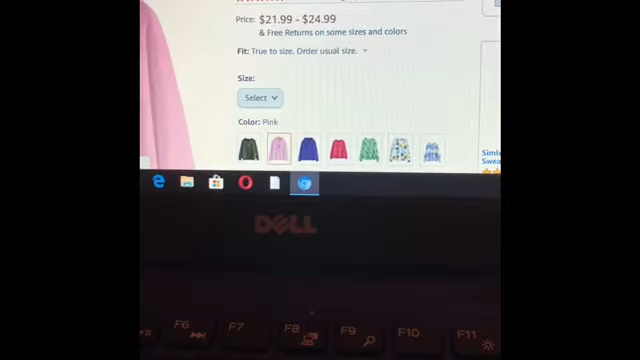 Price: $21.99 - $24.99
& Free Returns on some sizes and colors
Fit: True to size. Order usual size.
Size:
Select
Color: Pink
DELL
F6
F7
F8
F9
F10
F11